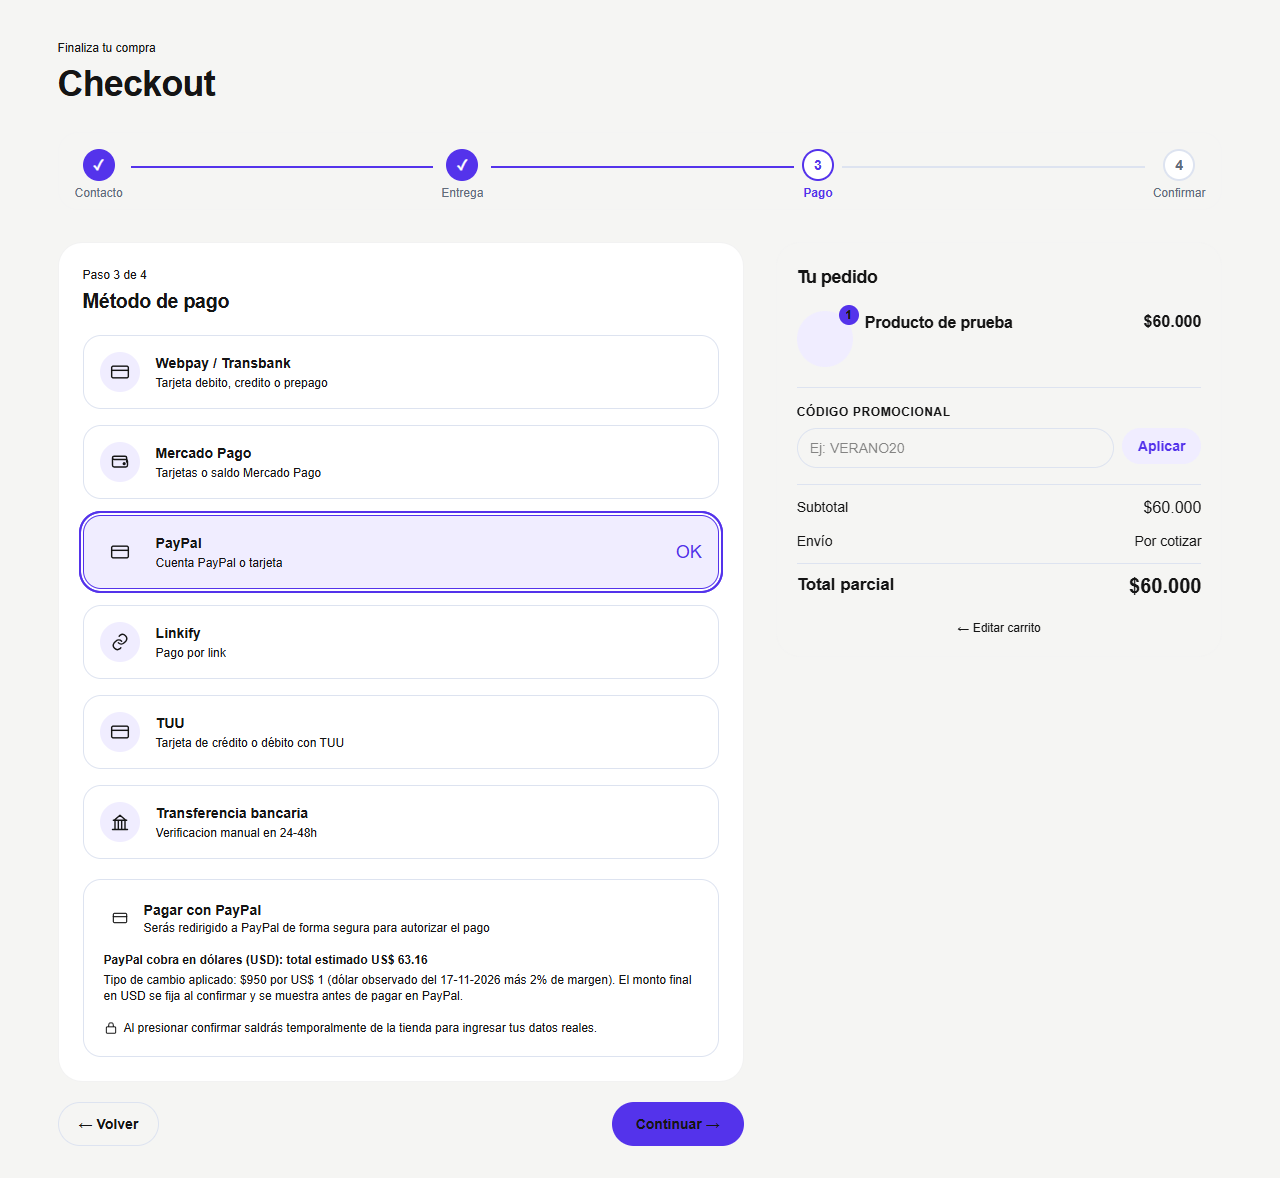 Finaliza tu compra
Checkout
✓
✓
3
4
Contacto
Entrega
Pago
Confirmar
Paso 3 de 4
Método de pago
Webpay / Transbank
Tarjeta debito, credito o prepago
Mercado Pago
Tarjetas o saldo Mercado Pago
PayPal
Cuenta PayPal o tarjeta
OK
Linkify
Pago por link
TUU
Tarjeta de crédito o débito con TUU
Transferencia bancaria
Verificacion manual en 24-48h
Pagar con PayPal
Serás redirigido a PayPal de forma segura para autorizar el pago
PayPal cobra en dólares (USD): total estimado US$ 63.16
Tipo de cambio aplicado: $950 por US$ 1 (dólar observado del 17-11-2026 más 2% de margen). El monto final
en USD se fija al confirmar y se muestra antes de pagar en PayPal.
Al presionar confirmar saldrás temporalmente de la tienda para ingresar tus datos reales.
← Volver
Continuar →
Tu pedido
1
Producto de prueba
$60.000
CÓDIGO PROMOCIONAL
Ej: VERANO20
Aplicar
Subtotal
$60.000
Envío
Por cotizar
Total parcial
$60.000
← Editar carrito